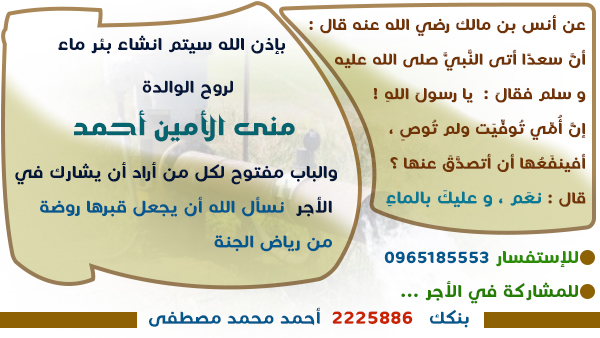 عن أنس بن مالك رضي الله عنه قال :
أنَّ سعدًا أتى النَّبيَّ صلى الله عليه
و سلم فقال : يا رسولَ اللهِ !
إنَّ أُمِّي تُوفِّيَت ولم تُوصِ ،
أفينفَعُها أن أتصدَّقَ عنها ؟
قال : نعَم ، و عليكَ بالماءِ
بإذن الله سيتم انشاء بئر ماء
لروح الوالدة
منى الأمين أحمد
والباب مفتوح لكل من أراد أن يشارك في
الأجر نسأل الله أن يجعل قبرها روضة
من رياض الجنة
للإستفسار 0965185553
للمشاركة في الأجر ...
بنكك 2225886 أحمد محمد مصطفى